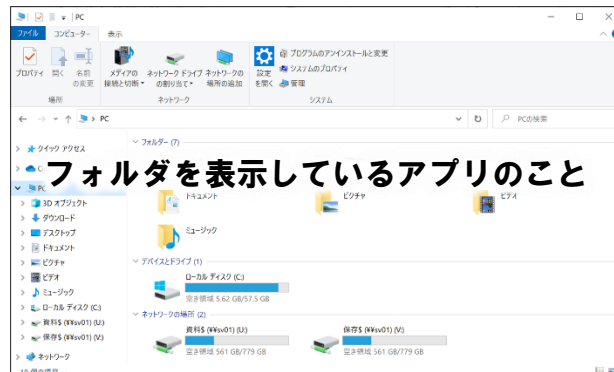 PC
ファイル コンピューター 表示
プロパティ 開く 名前の変更 メディアの接続と切断 ネットワーク ドライブの割り当て ネットワークの場所の追加 設定を開く プログラムのアンインストールと変更
システムのプロパティ
管理
場所 ネットワーク システム
PC PCの検索
クイック アクセス
フォルダー (7)
フォルダを表示しているアプリのこと
PC
ドキュメント ピクチャ ビデオ
3D オブジェクト
ダウンロード
デスクトップ
ミュージック
ドキュメント
ピクチャ
デバイスとドライブ (1)
ビデオ
ローカル ディスク (C:)
ミュージック
空き領域 5.62 GB/57.5 GB
ローカル ディスク (C:)
ネットワークの場所 (2)
資料$ (¥¥sv01) (U:)
資料$ (¥¥sv01) (U:) 保存$ (¥¥sv01) (V:)
保存$ (¥¥sv01) (V:)
空き領域 561 GB/779 GB 空き領域 561 GB/779 GB
ネットワーク